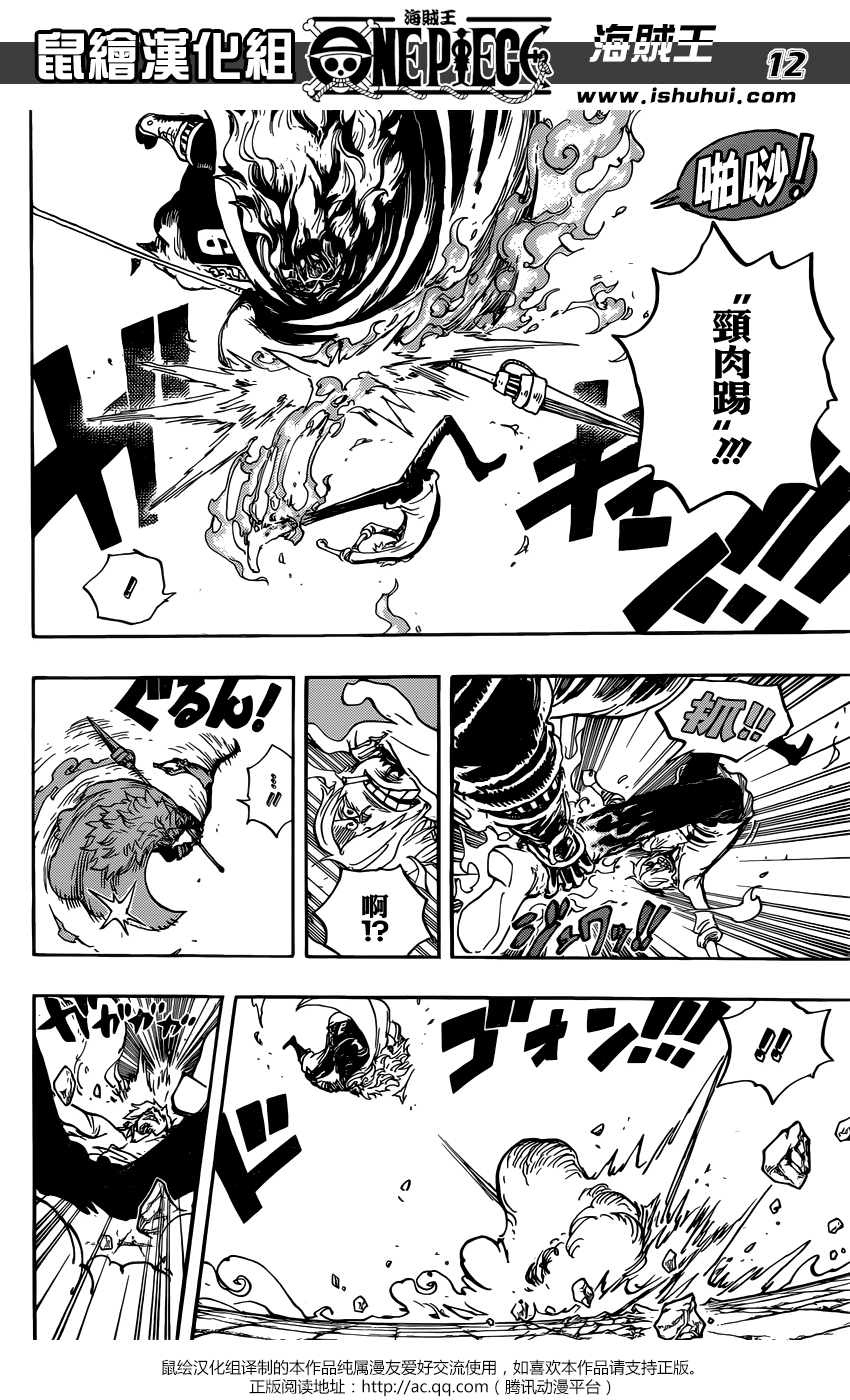 鼠繪漢化組
海賊王
ONE PIECE
海賊王
12
www.ishuhui.com
啪唦!
“頸肉踢”!!!
ギィン!!!
ド
!
抓!!
ジュワッ!!
啊!?
ぐるん!
…!!
!!
ゴォン!!!
ド
ガガガガ
鼠绘汉化组译制的本作品纯属漫友爱好交流使用，如喜欢本作品请支持正版。
正版阅读地址：http://ac.qq.com（腾讯动漫平台）